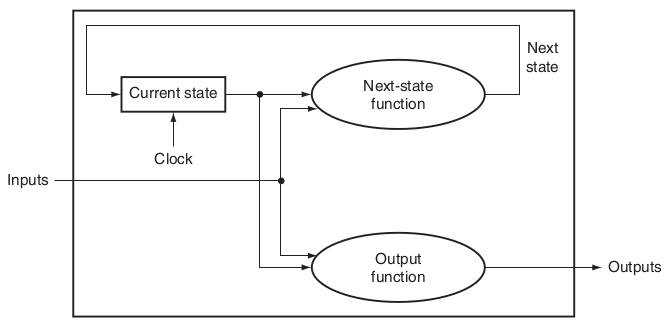 Next
state
Next-state
function
Current state
Clock
Inputs
Output
function
Outputs